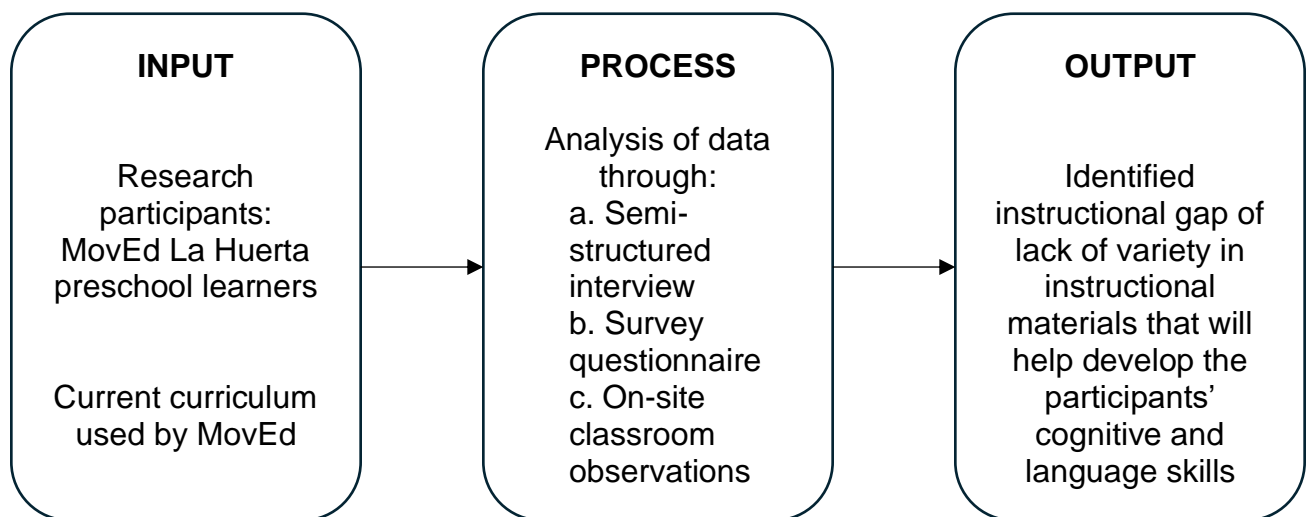 INPUT
Research
participants:
MovEd La Huerta
preschool learners
Current curriculum
used by MovEd
PROCESS
Analysis of data
through:
a. Semi-
structured
interview
b. Survey
questionnaire
c. On-site
classroom
observations
OUTPUT
Identified
instructional gap of
lack of variety in
instructional
materials that will
help develop the
participants’
cognitive and
language skills